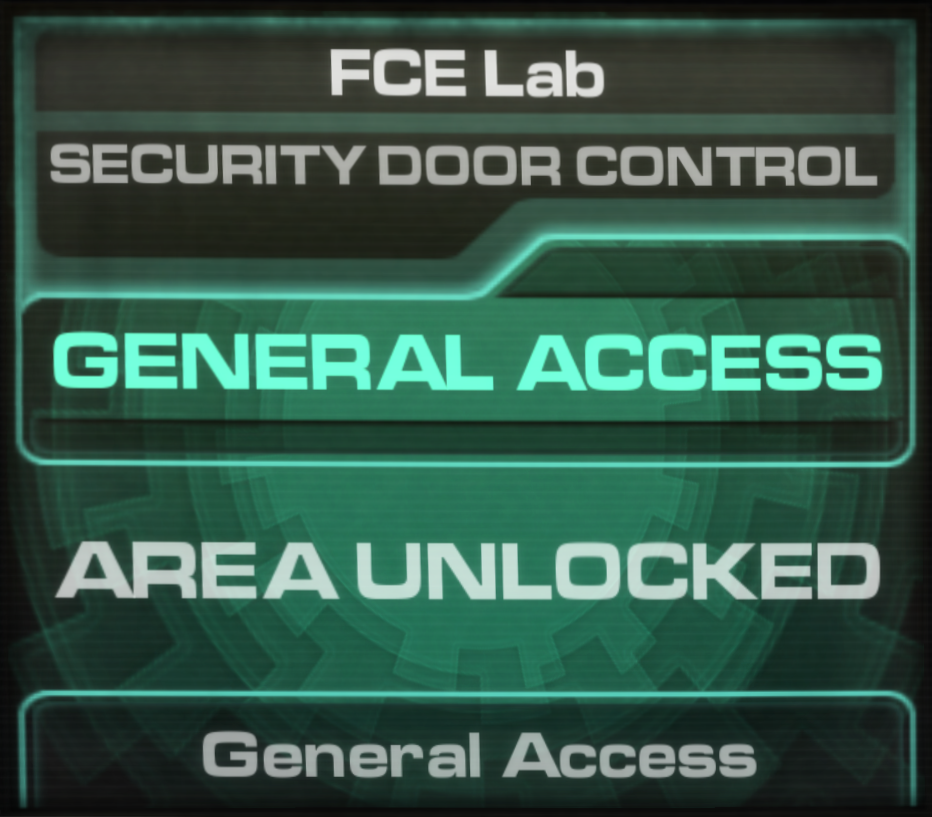 FCE Lab
SECURITY DOOR CONTROL
GENERAL ACCESS
AREA UNLOCKED
General Access